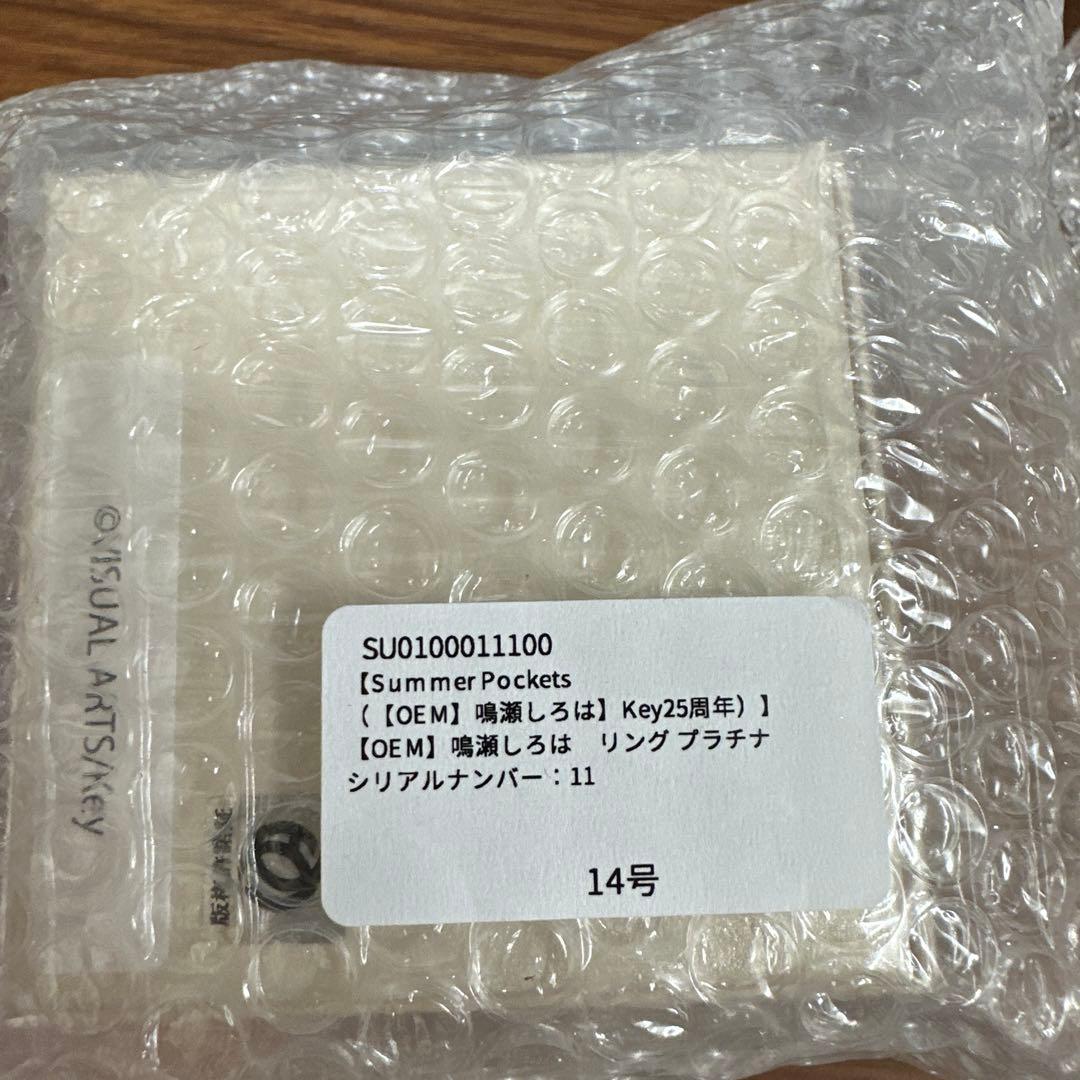 SU0100011100
【Summer Pockets
(【OEM】鳴瀬しろは】Key25周年)】
【OEM】鳴瀬しろは　リング プラチナ
シリアルナンバー：11
14号
©VISUAL ARTS/Key